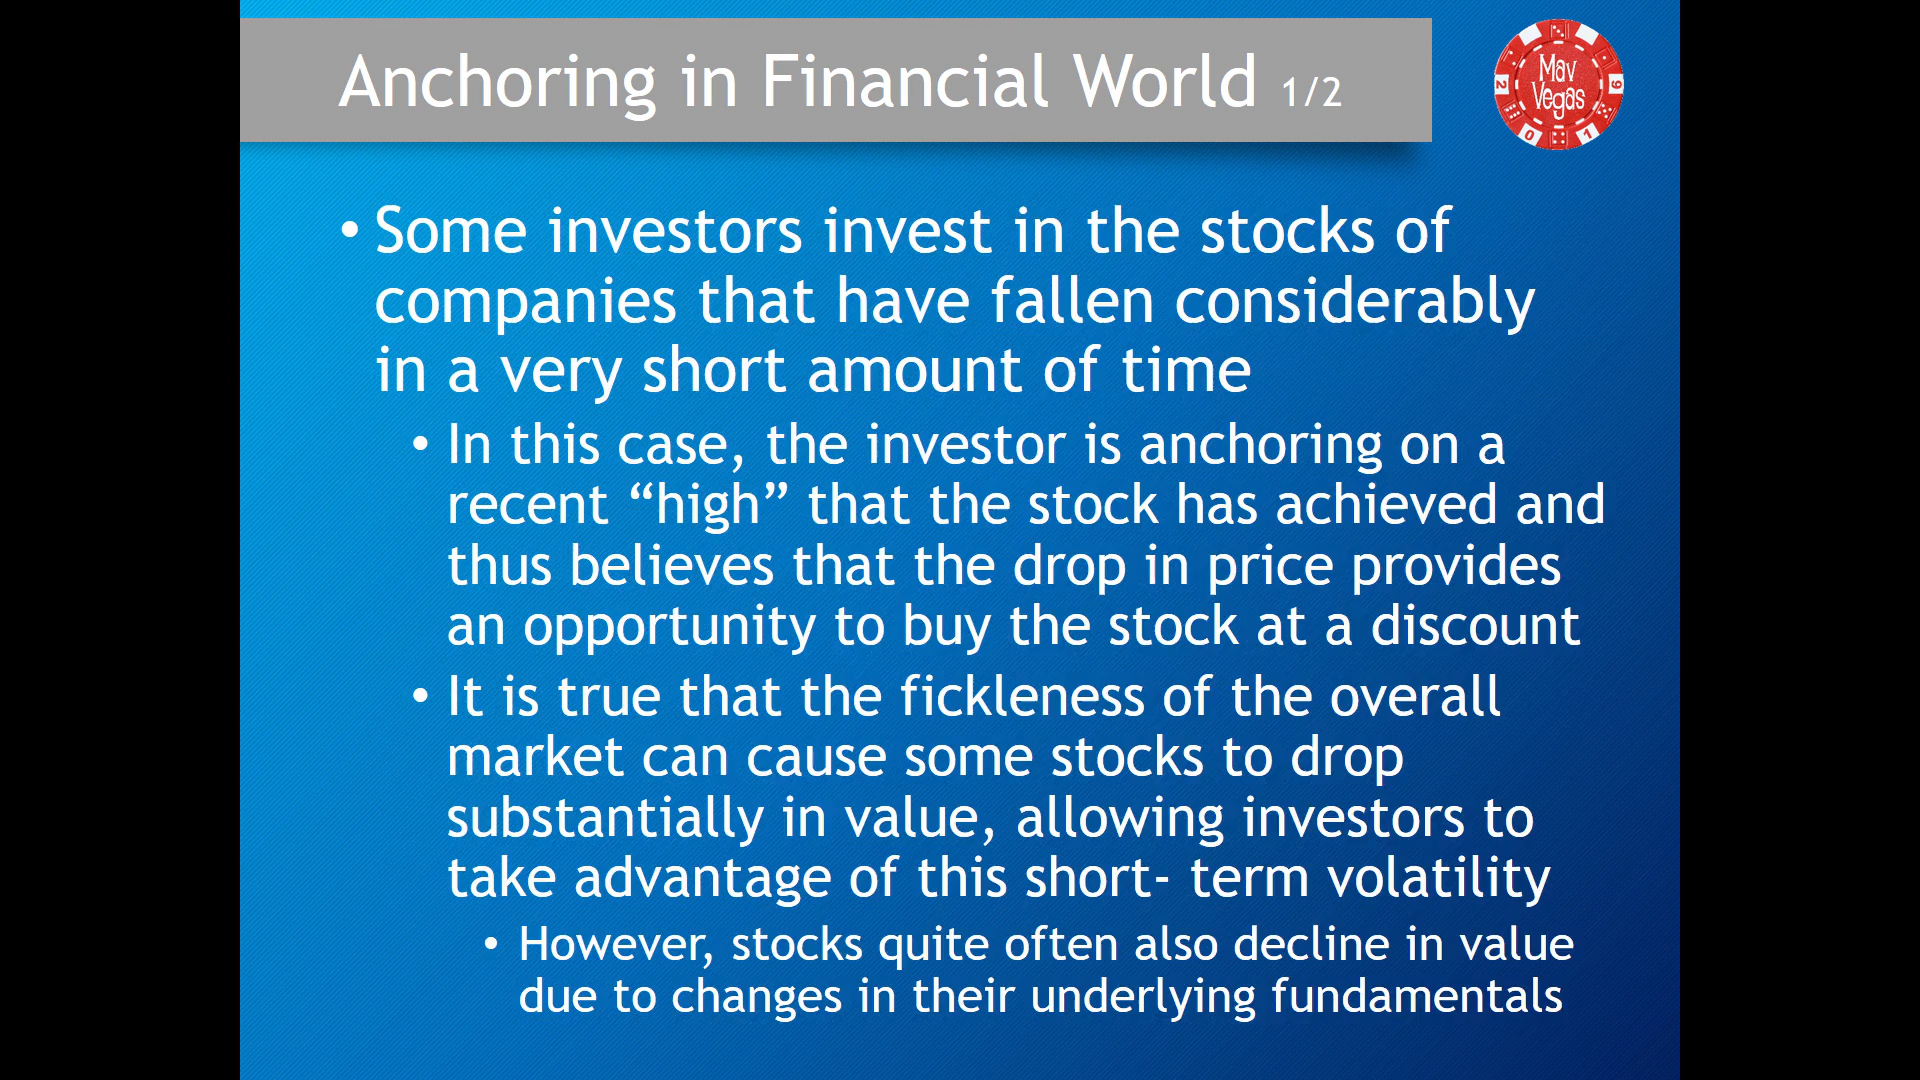 Anchoring in Financial World 1/2
Mav
Vegas
2
0
1
9
• Some investors invest in the stocks of
companies that have fallen considerably
in a very short amount of time
• In this case, the investor is anchoring on a
recent “high” that the stock has achieved and
thus believes that the drop in price provides
an opportunity to buy the stock at a discount
• It is true that the fickleness of the overall
market can cause some stocks to drop
substantially in value, allowing investors to
take advantage of this short- term volatility
• However, stocks quite often also decline in value
due to changes in their underlying fundamentals